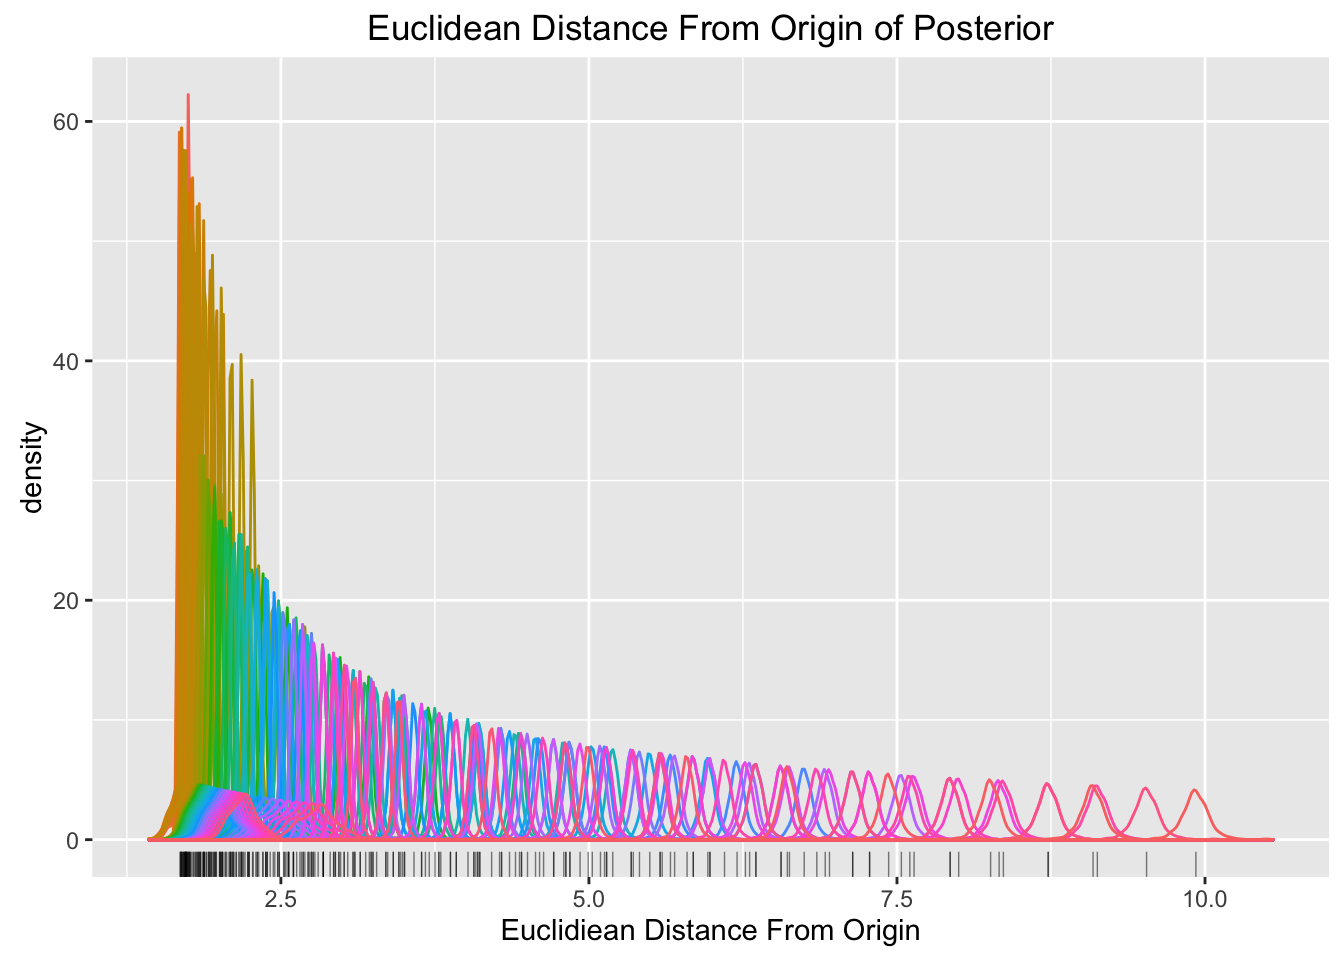 Euclidean Distance From Origin of Posterior
60
40
20
0
density
2.5 5.0 7.5 10.0
Euclidiean Distance From Origin